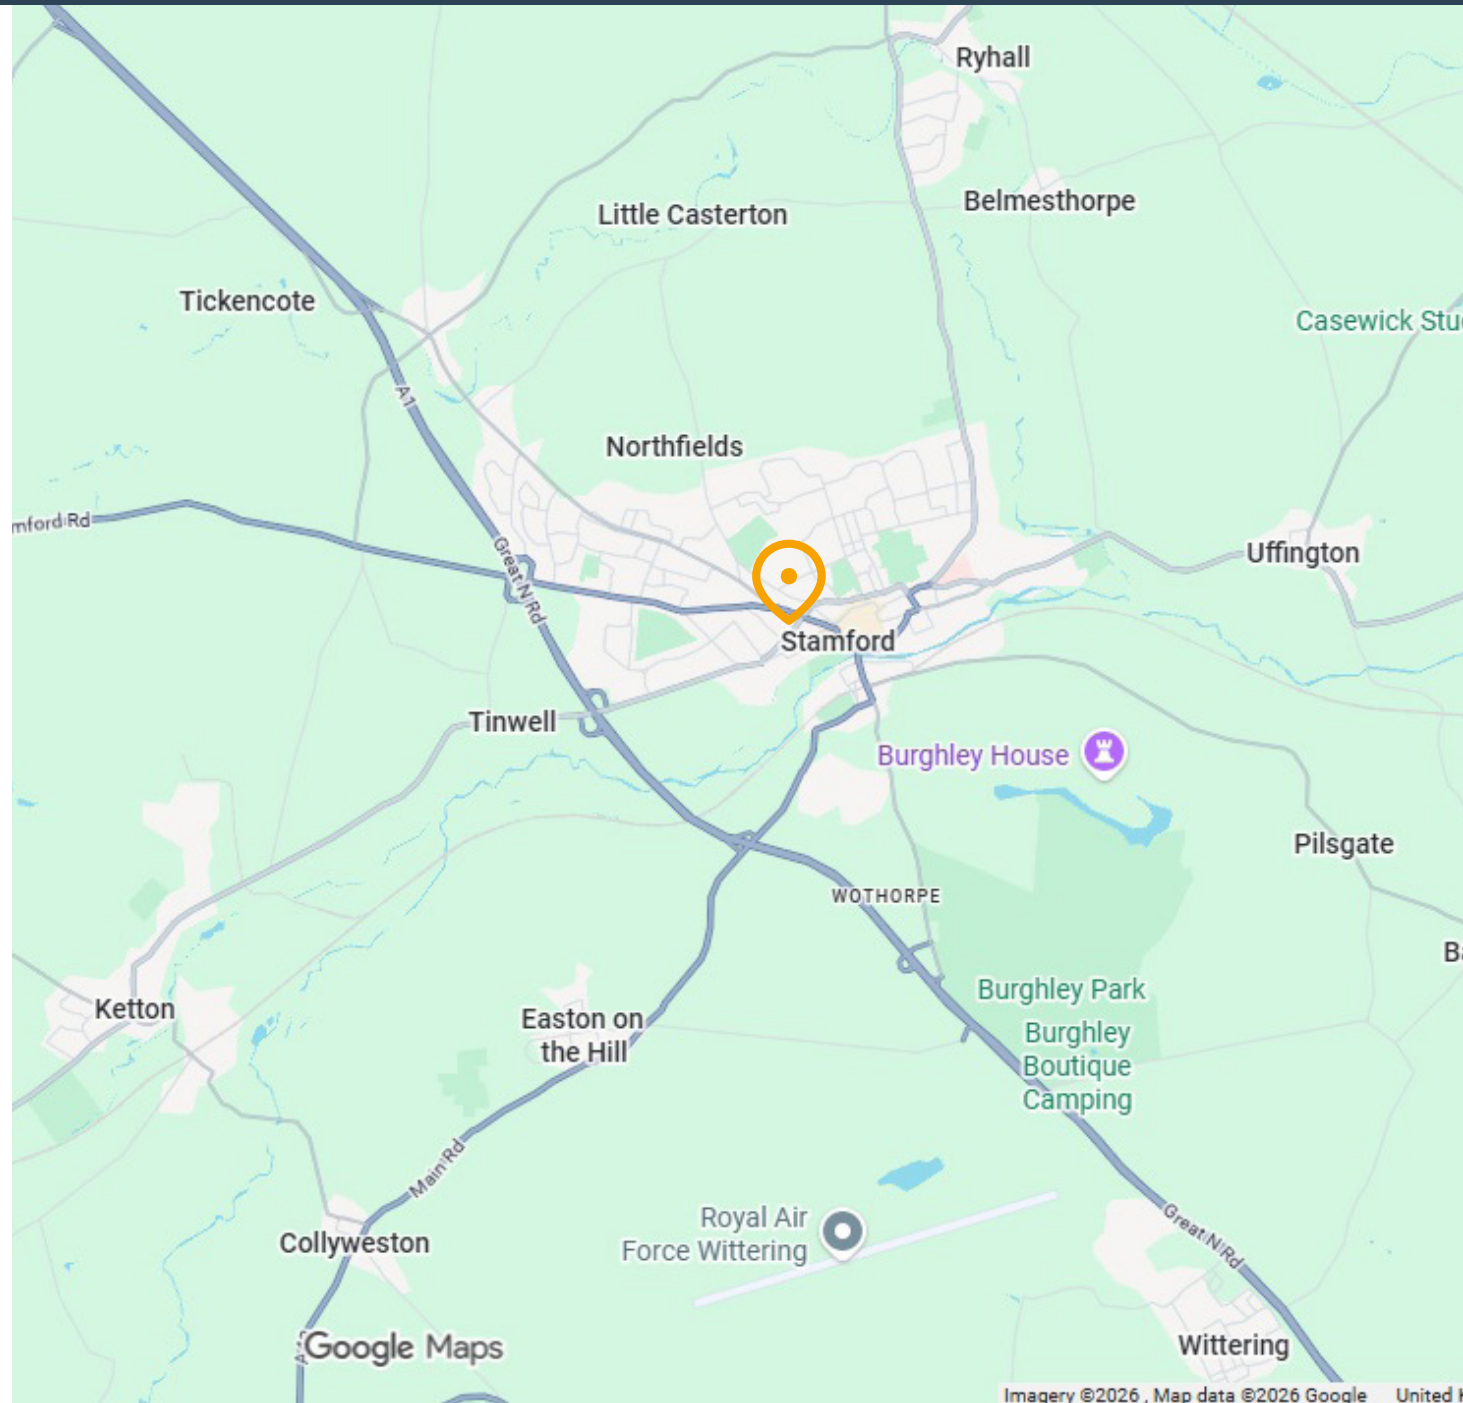 Ryhall
Belmesthorpe
Little Casterton
Tickencote
Casewick
A1
Northfields
Rd
Great N Rd
Uffington
Stamford
Tinwell
Burghley House
Pilsgate
WOTHORPE
Burghley Park
Ketton
Easton on
the Hill
Burghley
Boutique
Camping
Main Rd
Royal Air
Force Wittering
Great N Rd
Collyweston
Wittering
Google Maps
Imagery ©2026 , Map data ©2026 Google
United